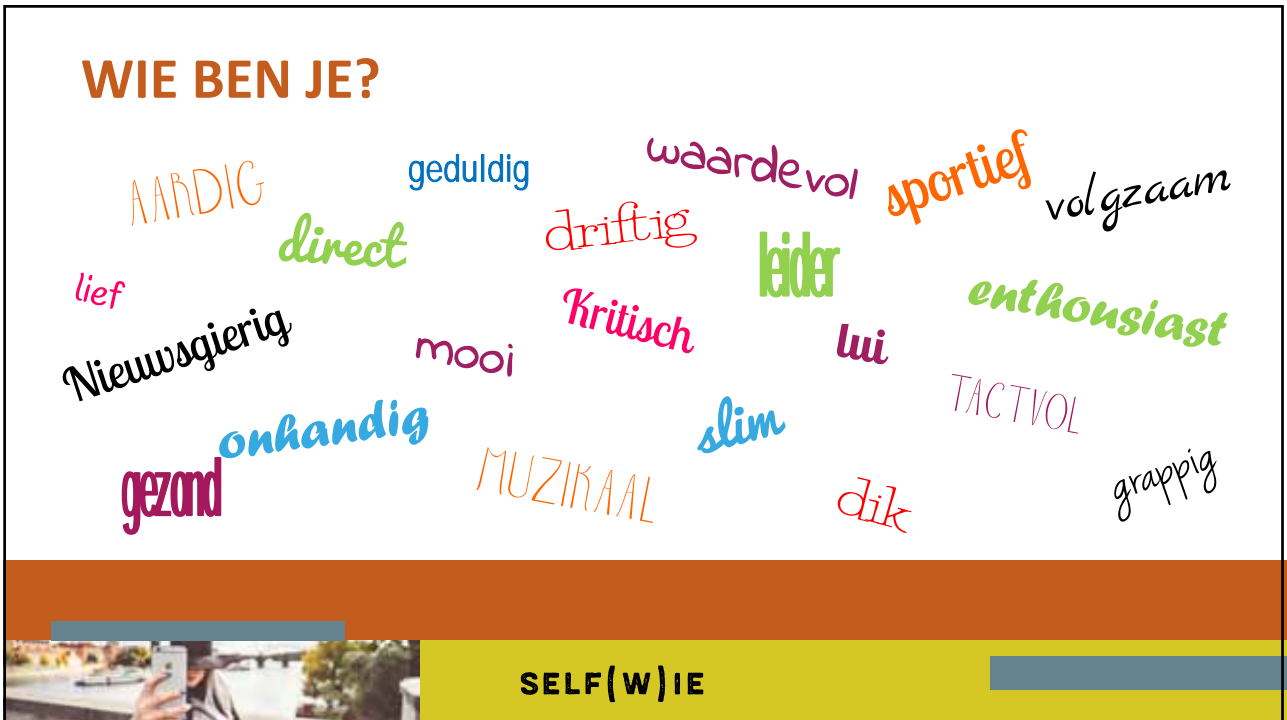 WIE BEN JE?
AARDIG
geduldig
waardevol
sportief
volgzaam
direct
driftig
leider
lief
enthousiast
Nieuwsgierig
Kritisch
mooi
lui
TACTVOL
onhandig
slim
gezond
MUZIKAAL
dik
grappig
SELF(W)IE